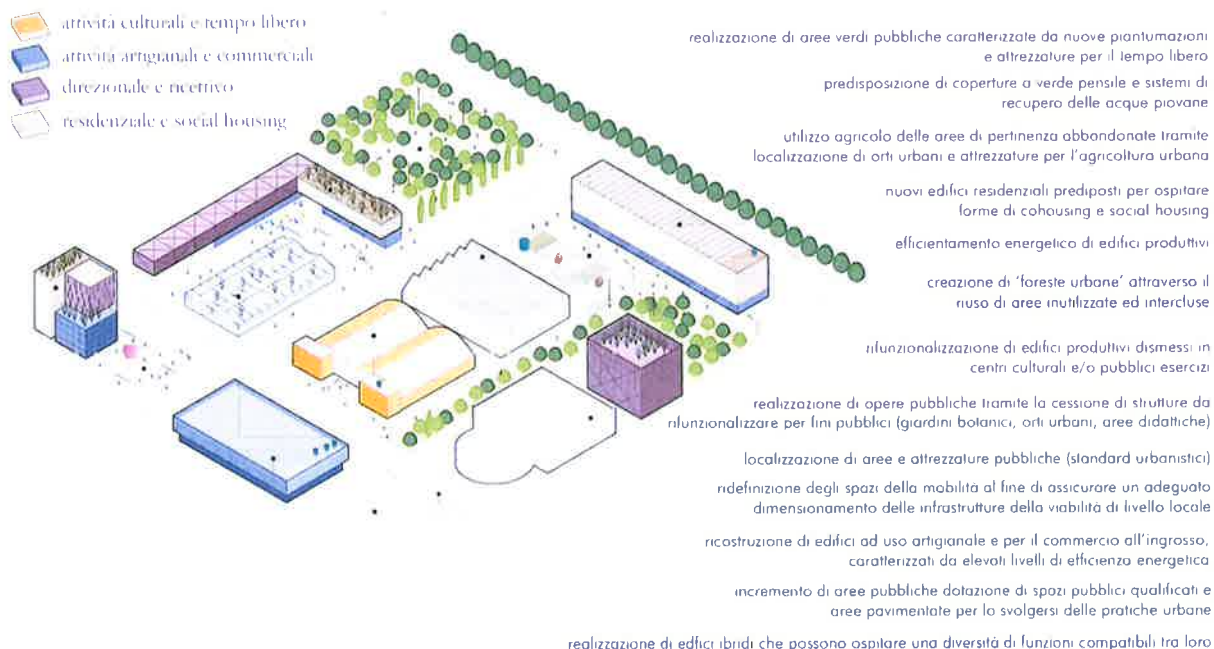 attività culturali e tempo libero
attività artigianali e commerciali
direzionale e ricettivo
residenziale e social housing
realizzazione di aree verdi pubbliche caratterizzate da nuove piantumazioni
e attrezzature per il tempo libero
predisposizione di coperture a verde pensile e sistemi di
recupero delle acque piovane
utilizzo agricolo delle aree di pertinenza abbandonate tramite
localizzazione di orti urbani e attrezzature per l'agricoltura urbana
nuovi edifici residenziali prediposti per ospitare
forme di cohousing e social housing
efficientamento energetico di edifici produttivi
creazione di 'foreste urbane' attraverso il
riuso di aree inutilizzate ed intercluse
rifunzionalizzazione di edifici produttivi dismessi in
centri culturali e/o pubblici esercizi
realizzazione di opere pubbliche tramite la cessione di strutture da
rifunzionalizzare per fini pubblici (giardini botanici, orti urbani, aree didattiche)
localizzazione di aree e attrezzature pubbliche (standard urbanistici)
ridefinizione degli spazi della mobilità al fine di assicurare un adeguato
dimensionamento delle infrastrutture della viabilità di livello locale
ricostruzione di edifici ad uso artigianale e per il commercio all'ingrosso,
caratterizzati da elevati livelli di efficienza energetica
incremento di aree pubbliche dotazione di spazi pubblici qualificati e
aree pavimentate per lo svolgersi delle pratiche urbane
realizzazione di edfici ibridi che possono ospitare una diversità di funzioni compatibili tra loro